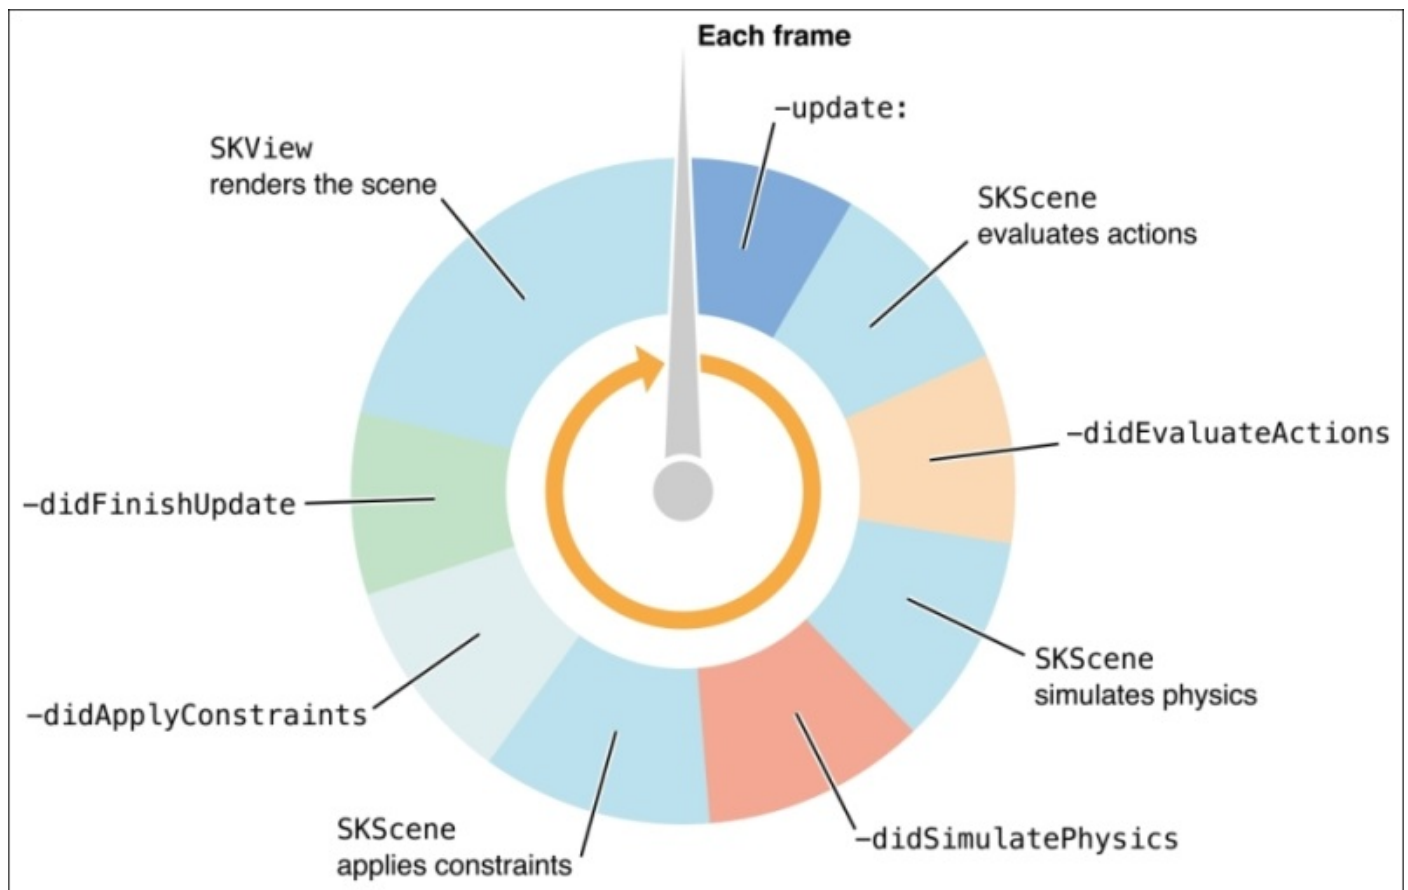 Each frame
–update:
SKScene
evaluates actions
–didEvaluateActions
SKScene
simulates physics
–didSimulatePhysics
SKScene
applies constraints
–didApplyConstraints
–didFinishUpdate
SKView
renders the scene